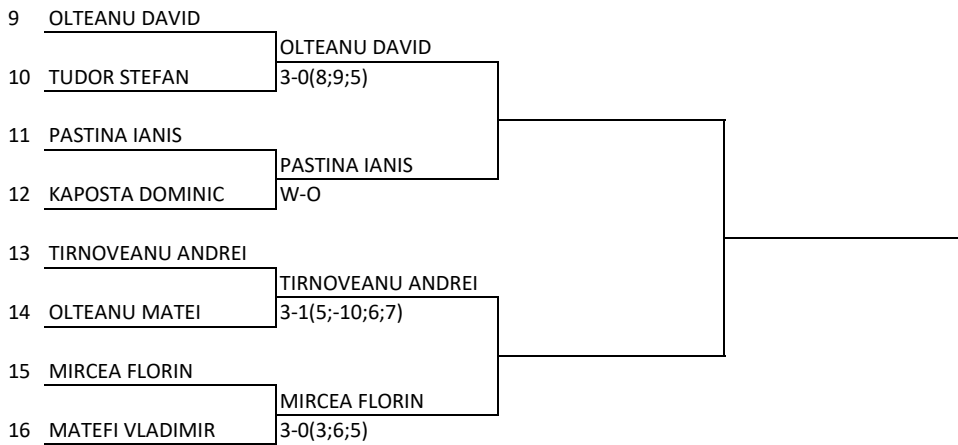 9 OLTEANU DAVID
OLTEANU DAVID
10 TUDOR STEFAN 3-0(8;9;5)
11 PASTINA IANIS
PASTINA IANIS
12 KAPOSTA DOMINIC W-O
13 TIRNOVEANU ANDREI
TIRNOVEANU ANDREI
14 OLTEANU MATEI 3-1(5;-10;6;7)
15 MIRCEA FLORIN
MIRCEA FLORIN
16 MATEFI VLADIMIR 3-0(3;6;5)